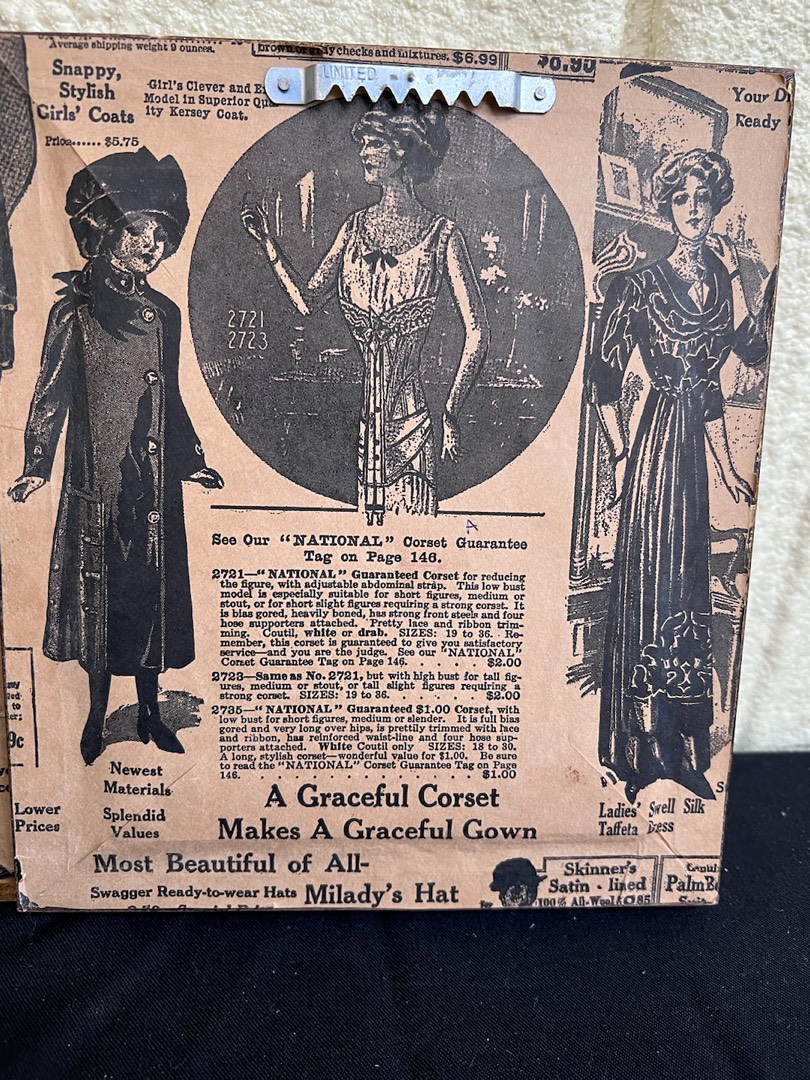 Average shipping weight 9 ounces.
brown or gray checks and mixtures. $6.99
$8.95
LIMITED
Snappy,
Stylish
Girls' Coats
Price...... $5.75
Girl's Clever and
Model in Superior
ity Kersey Coat.
Your
Ready
2721
2723
See Our "NATIONAL" Corset Guarantee
Tag on Page 146.
2721—"NATIONAL" Guaranteed Corset for reducing
the figure, with adjustable abdominal strap. This low bust
model is especially suitable for short figures, medium or
stout, or for short slight figures requiring a strong corset. It
is bias gored, heavily boned, has strong front steels and four
hose supporters attached. Pretty lace and ribbon trim-
ming. Coutil, white or drab. SIZES: 19 to 36. Re-
member, this corset is guaranteed to give you satisfactory
service—and you are the judge. See our "NATIONAL"
Corset Guarantee Tag on Page 146. . . . . . $2.00
2723—Same as No. 2721, but with high bust for tall fig-
ures, medium or stout, or tall slight figures requiring a
strong corset. SIZES: 19 to 36. . . . . . $2.00
2735—"NATIONAL" Guaranteed $1.00 Corset, with
low bust for short figures, medium or slender. It is full bias
gored and very long over hips, is prettily trimmed with lace
and ribbon, has reinforced waist-line and four hose sup-
porters attached. White Coutil only SIZES: 18 to 30.
A long, stylish corset—wonderful value for $1.00. Be sure
to read the "NATIONAL" Corset Guarantee Tag on Page
146. . . . . . $1.00
9c
Newest
Materials
Splendid
Values
Lower
Prices
A Graceful Corset
Makes A Graceful Gown
Ladies' Swell Silk
Taffeta Dress
Most Beautiful of All-
Swagger Ready-to-wear Hats Milady's Hat
Skinner's
Satin - lined
100% All-Wool